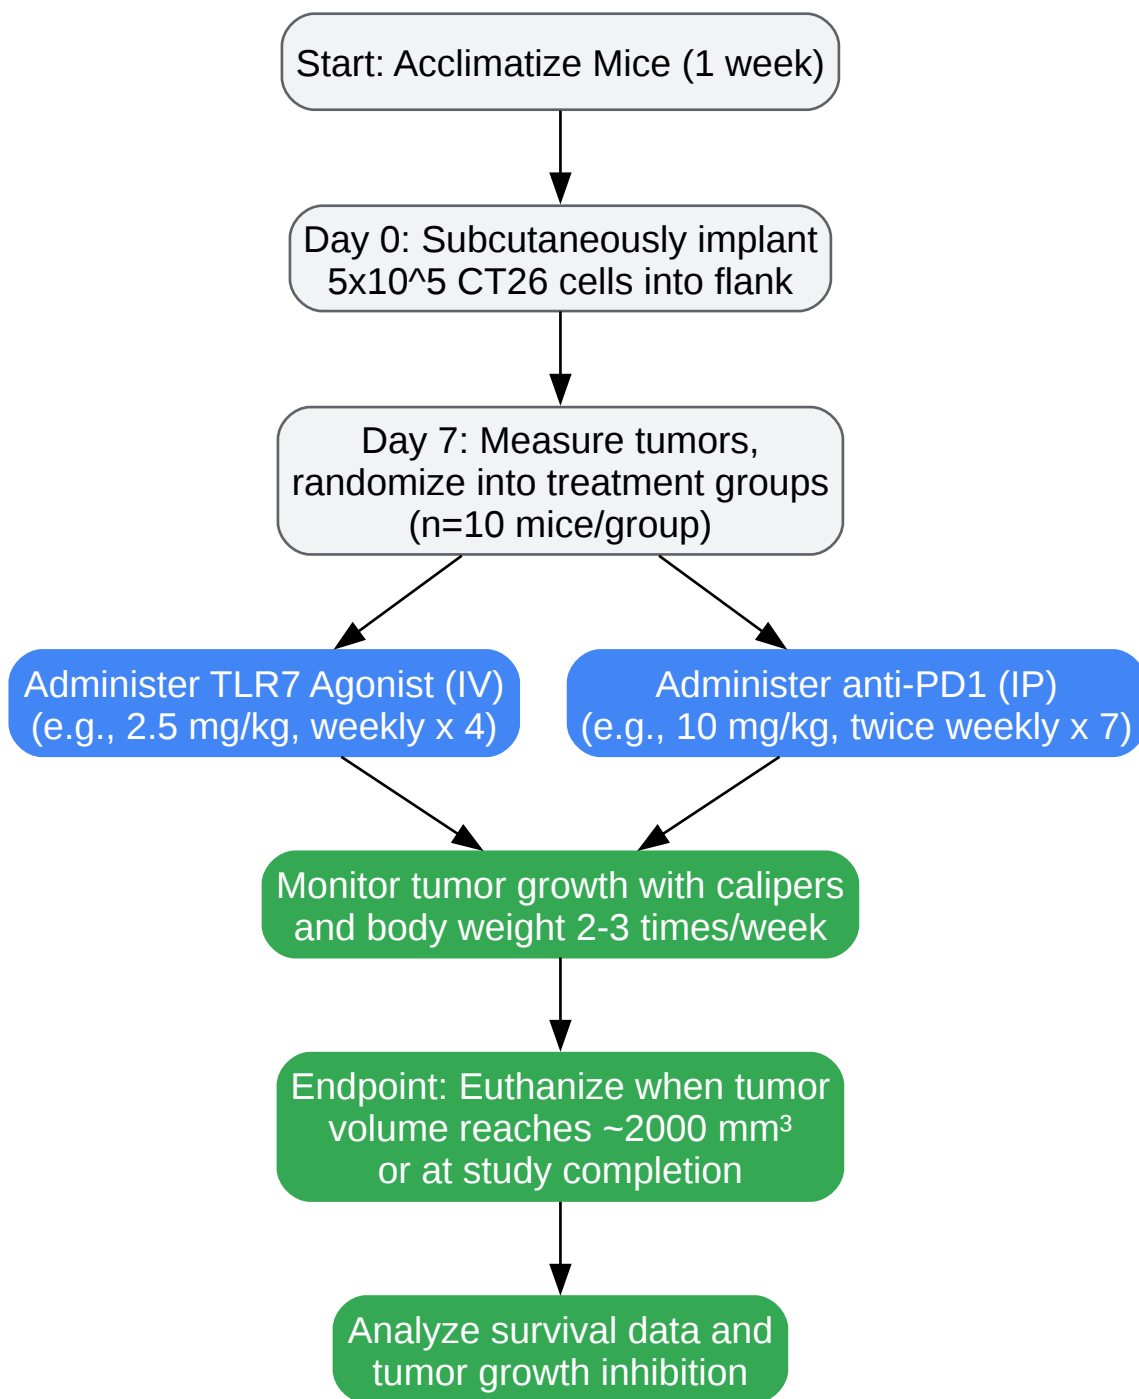 Start: Acclimatize Mice (1 week)
Day 0: Subcutaneously implant
5x10^5 CT26 cells into flank
Day 7: Measure tumors,
randomize into treatment groups
(n=10 mice/group)
Administer TLR7 Agonist (IV)
(e.g., 2.5 mg/kg, weekly x 4)
Administer anti-PD1 (IP)
(e.g., 10 mg/kg, twice weekly x 7)
Monitor tumor growth with calipers
and body weight 2-3 times/week
Endpoint: Euthanize when tumor
volume reaches ~2000 mm³
or at study completion
Analyze survival data and
tumor growth inhibition